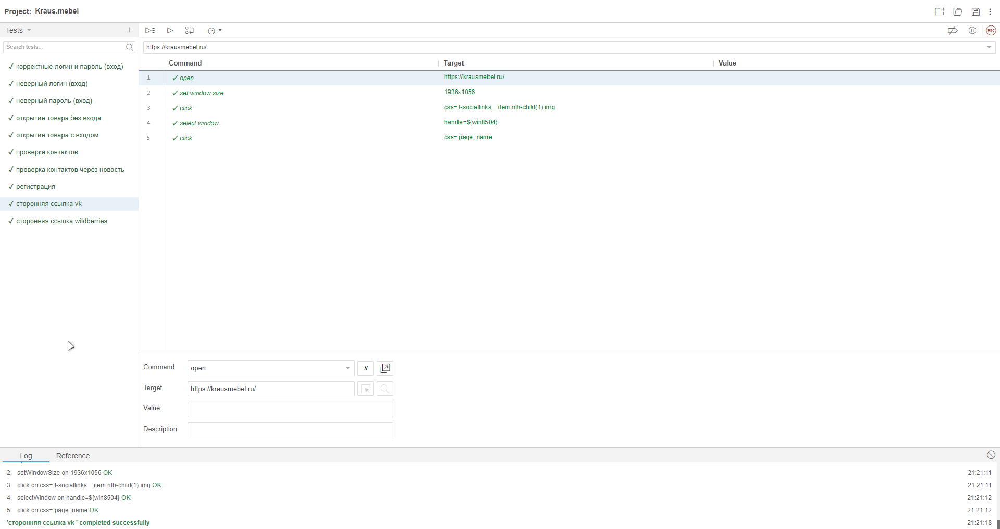 Project: Kraus.mebel
Tests
Search tests...
✓ корректные логин и пароль (вход)
✓ неверный логин (вход)
✓ неверный пароль (вход)
✓ открытие товара без входа
✓ открытие товара с входом
✓ проверка контактов
✓ проверка контактов через новость
✓ регистрация
✓ сторонняя ссылка vk
✓ сторонняя ссылка wildberries
REC
https://krausmebel.ru/
Command Target Value
1 ✓ open https://krausmebel.ru/
2 ✓ set window size 1936x1056
3 ✓ click css=.t-sociallinks__item:nth-child(1) img
4 ✓ select window handle=${win8504}
5 ✓ click css=.page_name
Command open //
Target https://krausmebel.ru/
Value
Description
Log Reference
2. setWindowSize on 1936x1056 OK 21:21:11
3. click on css=.t-sociallinks__item:nth-child(1) img OK 21:21:11
4. selectWindow on handle=${win8504} OK 21:21:12
5. click on css=.page_name OK 21:21:12
'сторонняя ссылка vk ' completed successfully 21:21:18